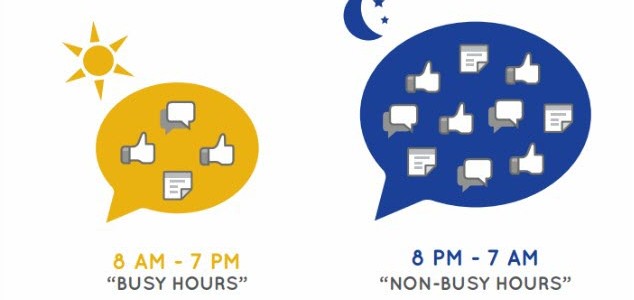 8 AM - 7 PM
“BUSY HOURS”
8 PM - 7 AM
“NON-BUSY HOURS”